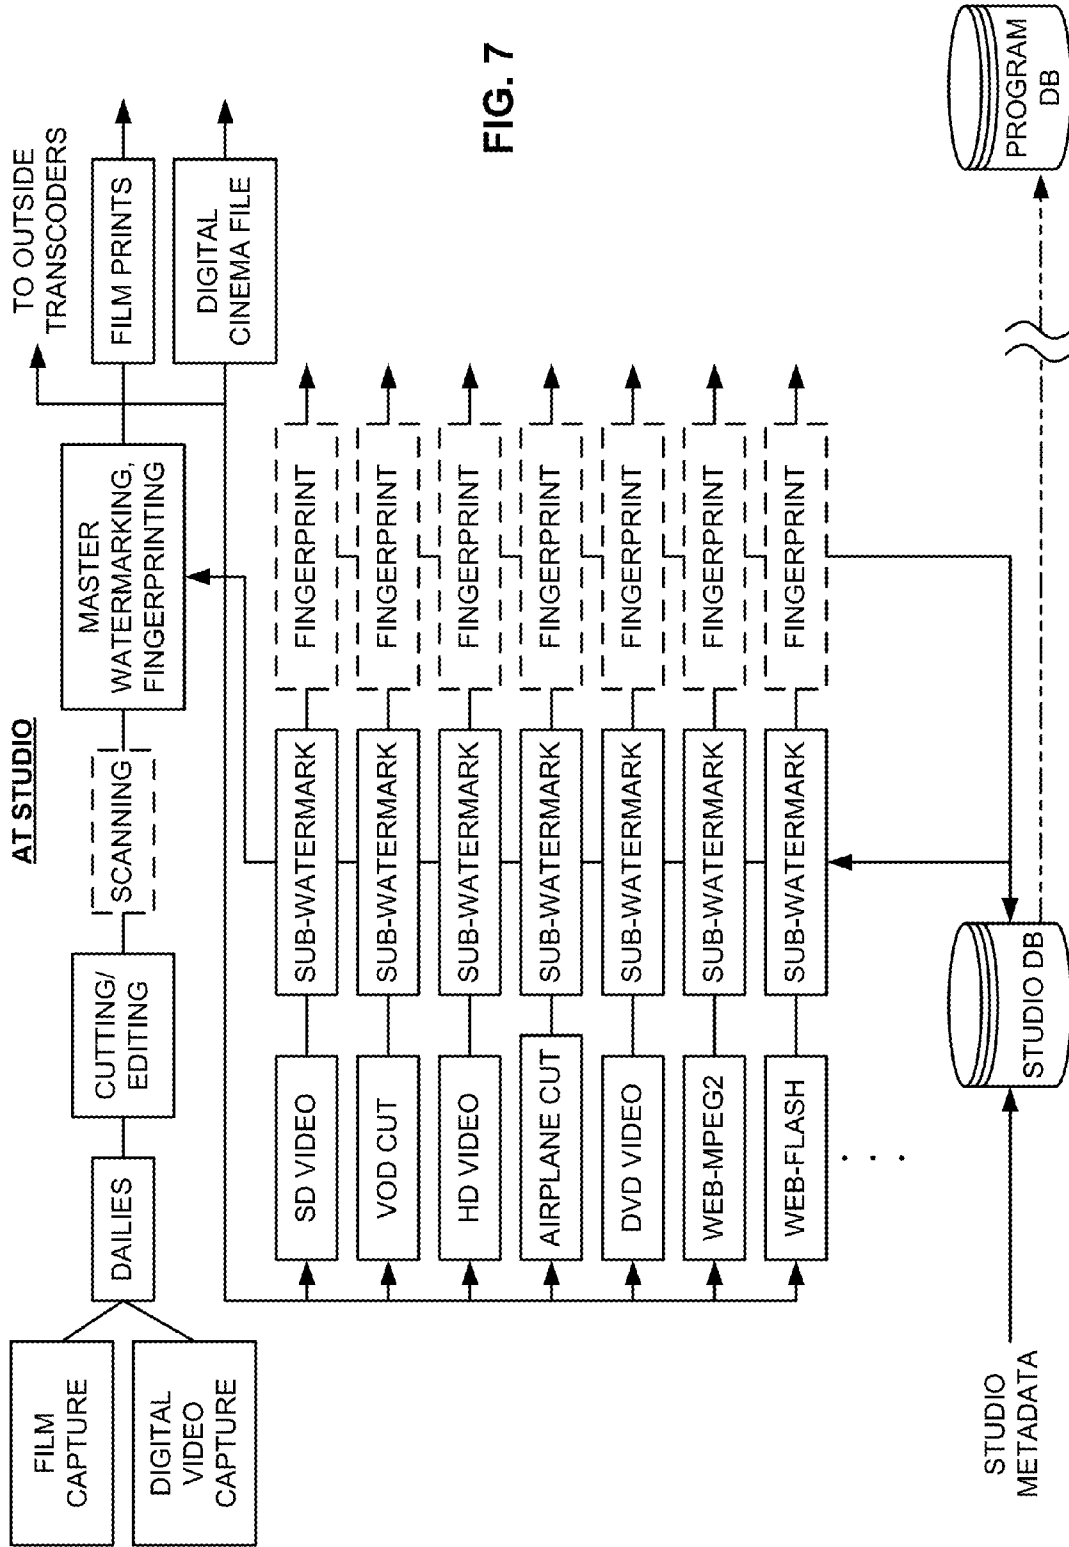 AT STUDIO
FILM
CAPTURE
DIGITAL
VIDEO
CAPTURE
DAILIES
CUTTING/
EDITING
SCANNING
MASTER
WATERMARKING,
FINGERPRINTING
TO OUTSIDE
TRANSCODERS
FILM PRINTS
DIGITAL
CINEMA FILE
SD VIDEO
SUB-WATERMARK
FINGERPRINT
VOD CUT
SUB-WATERMARK
FINGERPRINT
HD VIDEO
SUB-WATERMARK
FINGERPRINT
AIRPLANE CUT
SUB-WATERMARK
FINGERPRINT
DVD VIDEO
SUB-WATERMARK
FINGERPRINT
WEB-MPEG2
SUB-WATERMARK
FINGERPRINT
WEB-FLASH
SUB-WATERMARK
FINGERPRINT
. . .
STUDIO
METADATA
STUDIO DB
PROGRAM
DB
FIG. 7